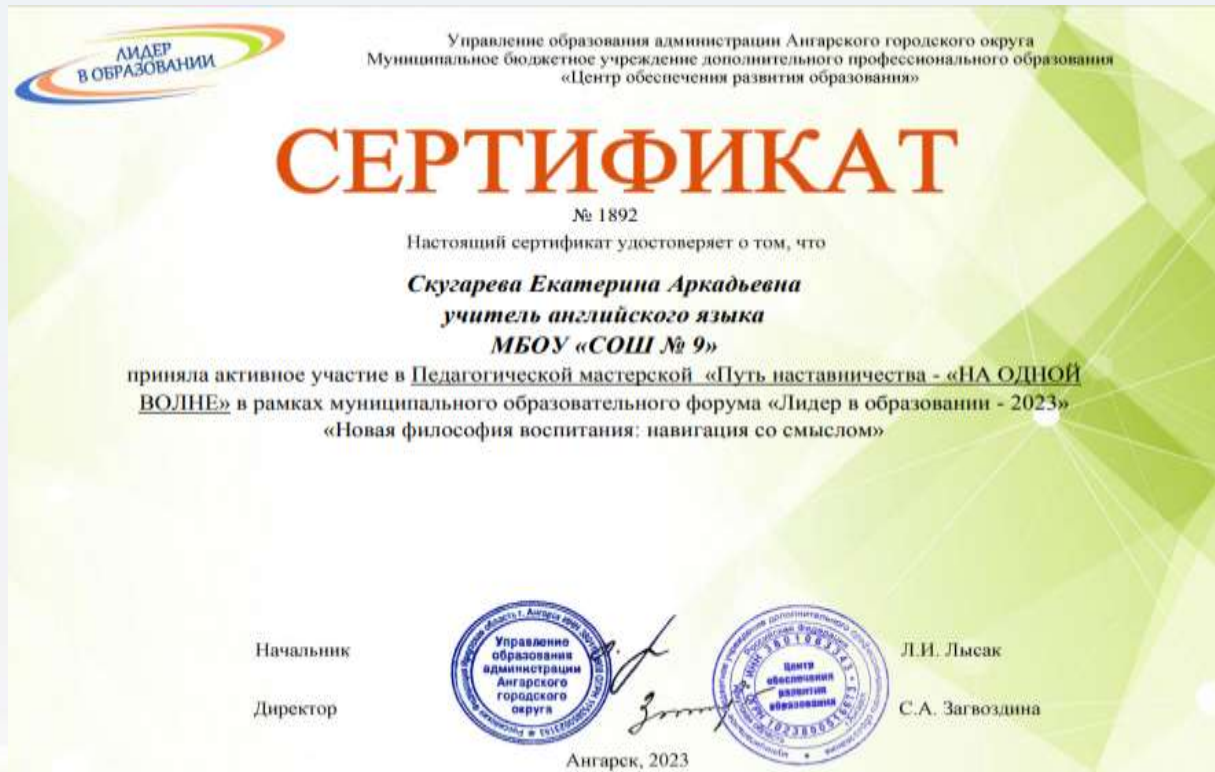 ЛИДЕР
В ОБРАЗОВАНИИ
Управление образования администрации Ангарского городского округа
Муниципальное бюджетное учреждение дополнительного профессионального образования
«Центр обеспечения развития образования»
СЕРТИФИКАТ
№ 1892
Настоящий сертификат удостоверяет о том, что
Скугарева Екатерина Аркадьевна
учитель английского языка
МБОУ «СОШ № 9»
приняла активное участие в Педагогической мастерской «Путь наставничества - «НА ОДНОЙ
ВОЛНЕ» в рамках муниципального образовательного форума «Лидер в образовании - 2023»
«Новая философия воспитания: навигация со смыслом»
Начальник
Управление
образования
администрации
Ангарского
городского
округа
Центр
обеспечения
развития
образования
Л.И. Лысак
Директор
С.А. Загвоздина
Ангарск, 2023